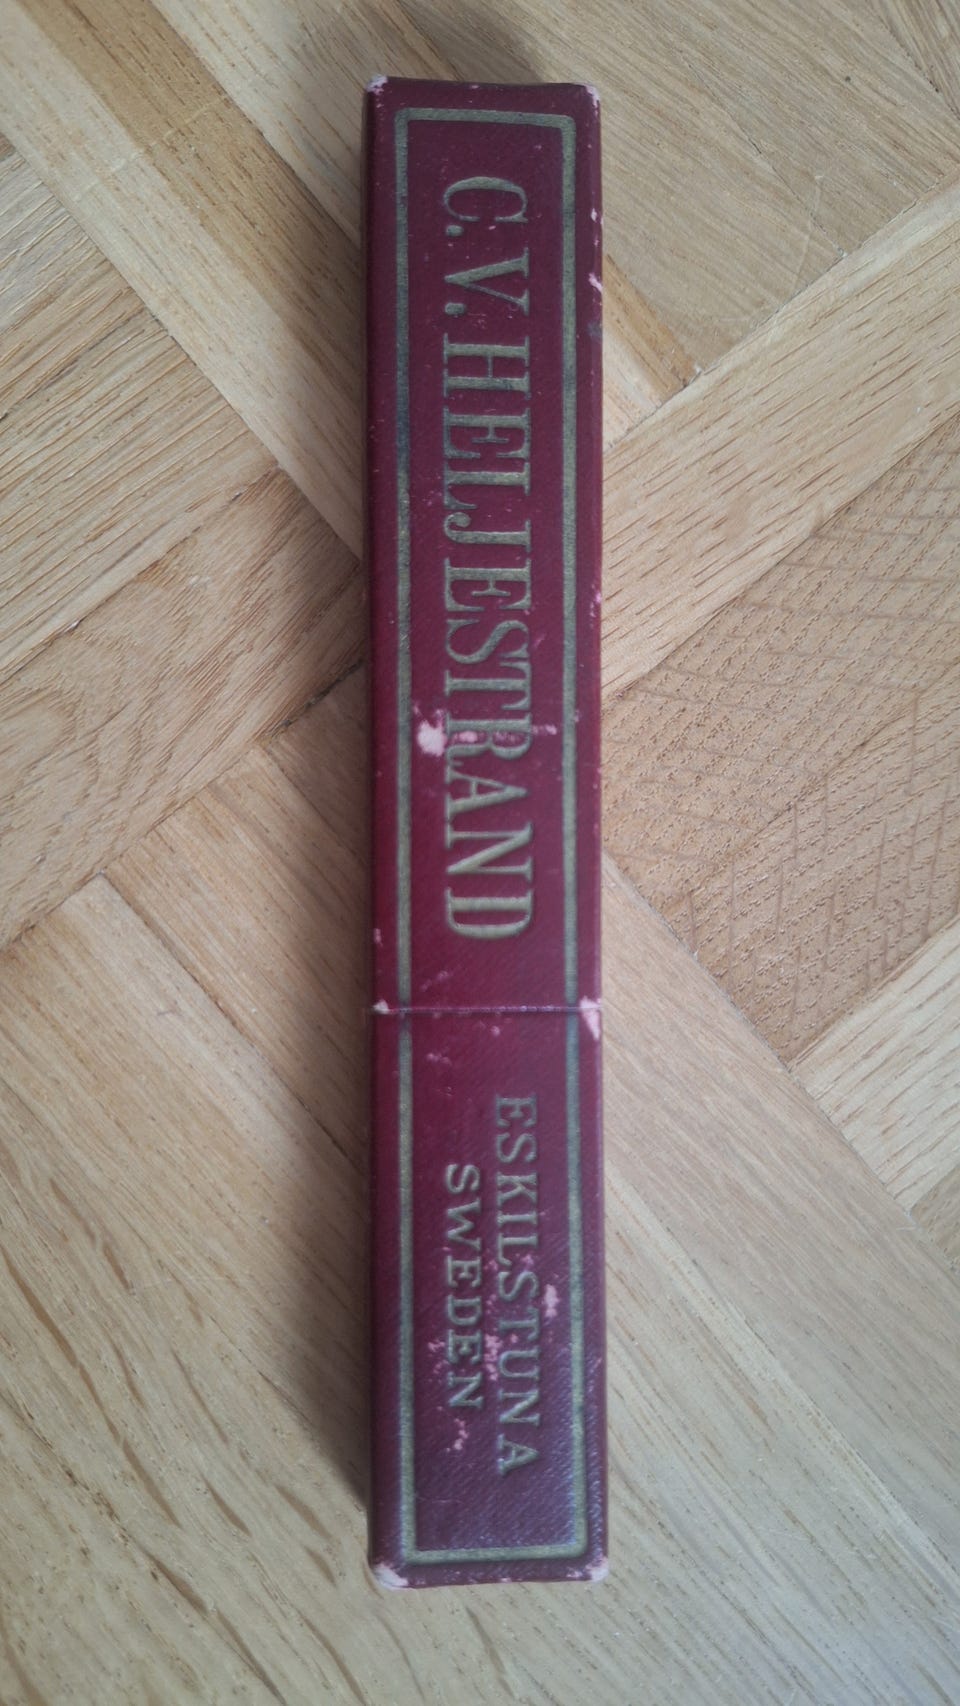 C. V. HELJESTRAND
ESKILSTUNA
SWEDEN